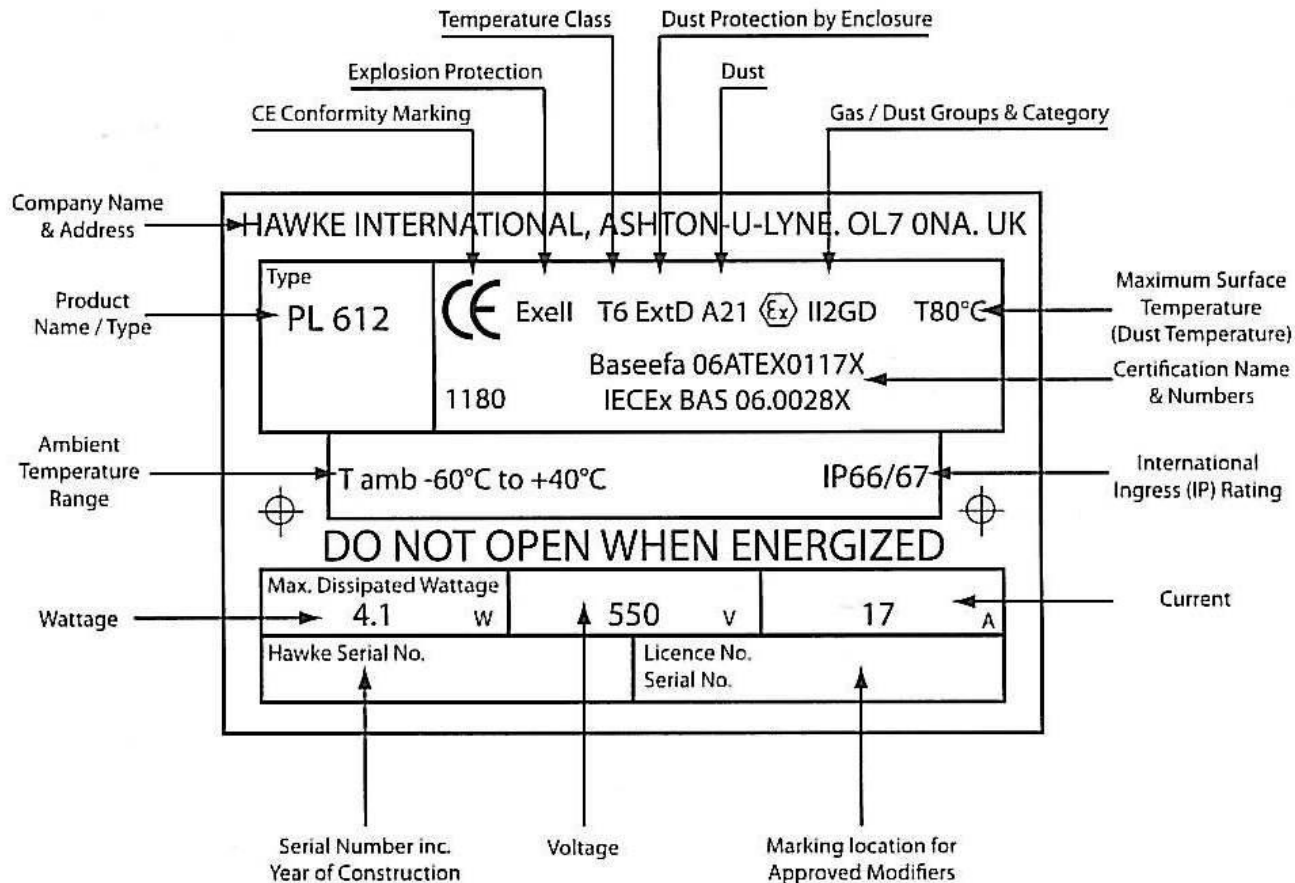 Temperature Class
Dust Protection by Enclosure
Explosion Protection
Dust
CE Conformity Marking
Gas / Dust Groups & Category
Company Name
& Address
HAWKE INTERNATIONAL, ASHTON-U-LYNE. OL7 0NA. UK
Product
Name / Type
Type
PL 612
CE ExeII T6 ExtD A21 Ex II2GD T80°C
Baseefa 06ATEX0117X
1180 IECEx BAS 06.0028X
Maximum Surface
Temperature
(Dust Temperature)
Certification Name
& Numbers
Ambient
Temperature
Range
T amb -60°C to +40°C IP66/67
International
Ingress (IP) Rating
DO NOT OPEN WHEN ENERGIZED
Wattage
Max. Dissipated Wattage
4.1 W 550 V 17 A
Current
Hawke Serial No.
Licence No.
Serial No.
Serial Number inc.
Year of Construction
Voltage
Marking location for
Approved Modifiers